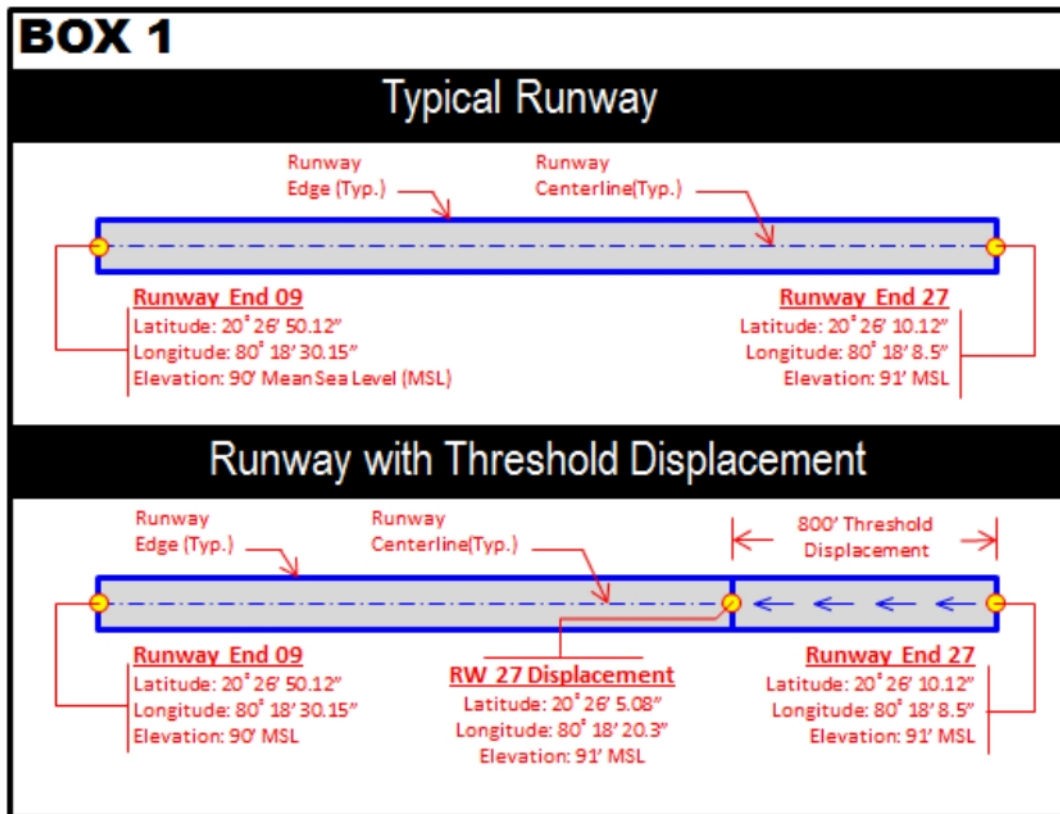 BOX 1
Typical Runway
Runway
Edge (Typ.)
Runway
Centerline(Typ.)
Runway End 09
Latitude: 20° 26' 50.12"
Longitude: 80° 18' 30.15"
Elevation: 90' Mean Sea Level (MSL)
Runway End 27
Latitude: 20° 26' 10.12"
Longitude: 80° 18' 8.5"
Elevation: 91' MSL
Runway with Threshold Displacement
Runway
Edge (Typ.)
Runway
Centerline(Typ.)
800' Threshold
Displacement
Runway End 09
Latitude: 20° 26' 50.12"
Longitude: 80° 18' 30.15"
Elevation: 90' MSL
RW 27 Displacement
Latitude: 20° 26' 5.08"
Longitude: 80° 18' 20.3"
Elevation: 91' MSL
Runway End 27
Latitude: 20° 26' 10.12"
Longitude: 80° 18' 8.5"
Elevation: 91' MSL